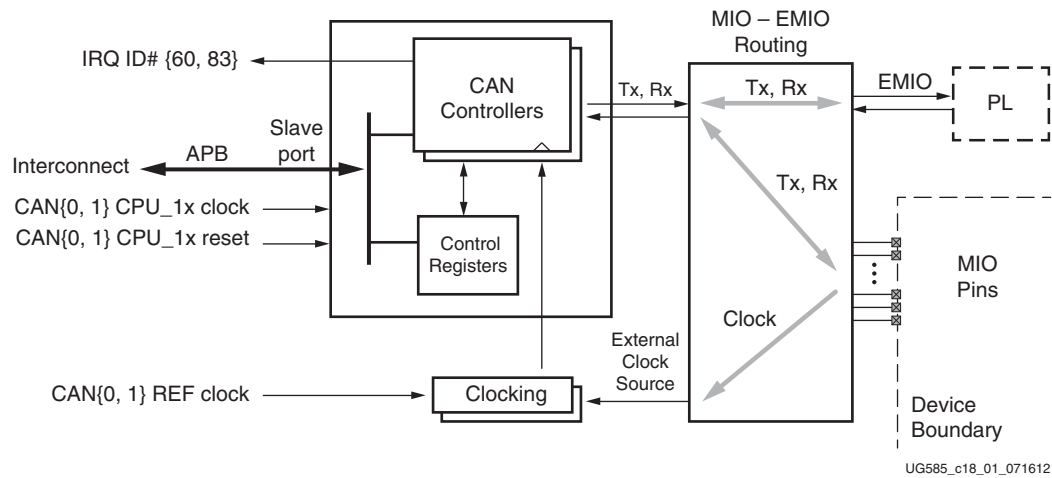 MIO – EMIO
Routing
IRQ ID# {60, 83}
CAN
Controllers
Tx, Rx
Tx, Rx
EMIO
PL
Interconnect
APB
Slave
port
Tx, Rx
CAN{0, 1} CPU_1x clock
CAN{0, 1} CPU_1x reset
Control
Registers
MIO
Pins
Clock
External
Clock
Source
CAN{0, 1} REF clock
Clocking
Device
Boundary
UG585_c18_01_071612